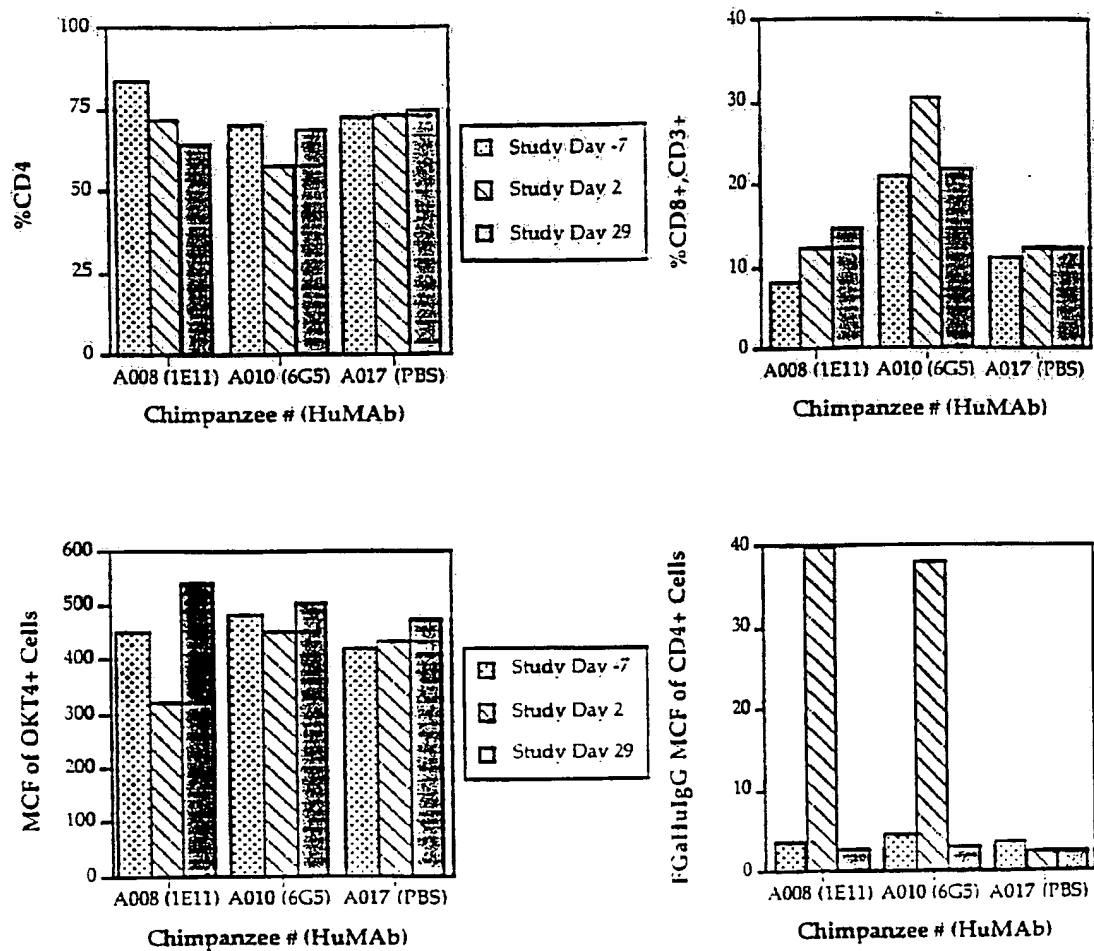 %CD4
100
75
50
25
0
A008 (1E11) A010 (6G5) A017 (PBS)
Chimpanzee # (HuMAb)
Study Day -7
Study Day 2
Study Day 29
%CD8+, CD3+
40
30
20
10
0
A008 (1E11) A010 (6G5) A017 (PBS)
Chimpanzee # (HuMAb)
MCF of OKT4+ Cells
600
500
400
300
200
100
0
A008 (1E11) A010 (6G5) A017 (PBS)
Chimpanzee # (HuMAb)
Study Day -7
Study Day 2
Study Day 29
FGaHuIgG MCF of CD4+ Cells
40
30
20
10
0
A008 (1E11) A010 (6G5) A017 (PBS)
Chimpanzee # (HuMAb)